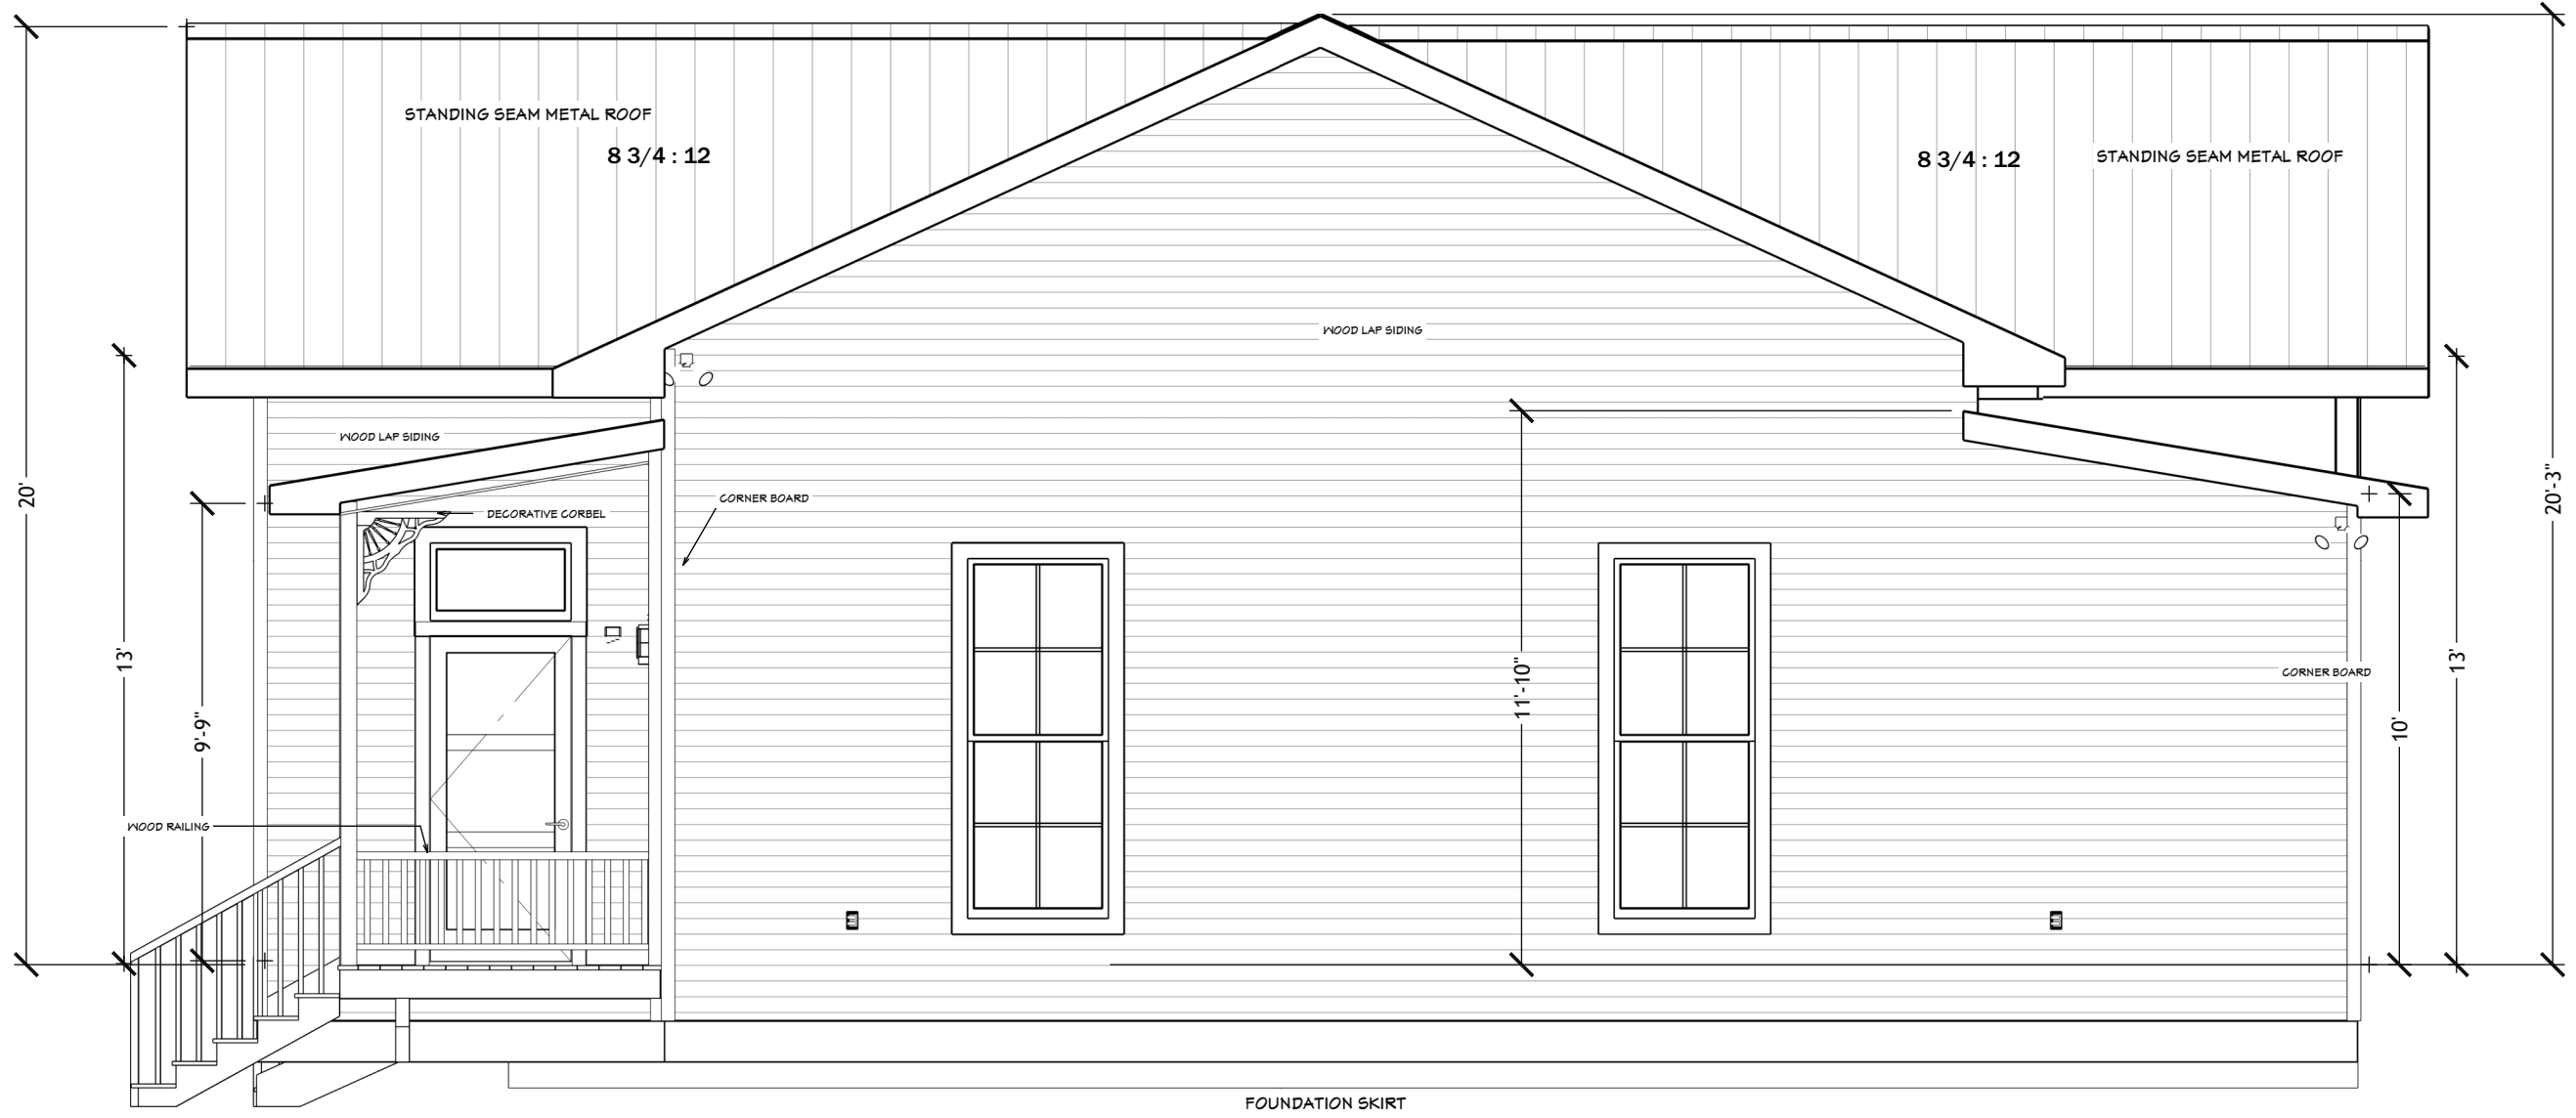 STANDING SEAM METAL ROOF
8 3/4 : 12
8 3/4 : 12
STANDING SEAM METAL ROOF
WOOD LAP SIDING
WOOD LAP SIDING
CORNER BOARD
DECORATIVE CORBEL
20'
13'
9'-9"
11'-10"
CORNER BOARD
10'
13'
20'-3"
WOOD RAILING
FOUNDATION SKIRT